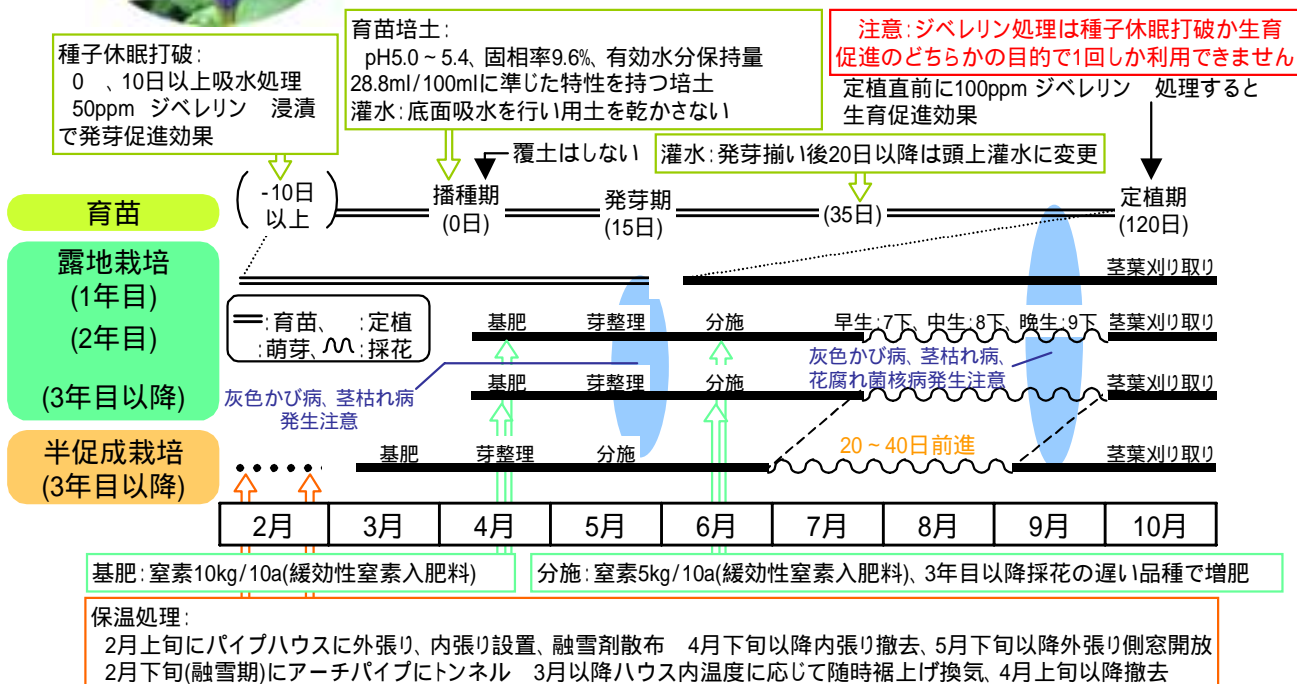 種子休眠打破：
0　、10日以上吸水処理
50ppm ジベレリン 浸漬
で発芽促進効果
育苗培土：
pH5.0～5.4、固相率9.6%、有効水分保持量
28.8ml/100mlに準じた特性を持つ培土
灌水：底面吸水を行い用土を乾かさない
注意：ジベレリン処理は種子休眠打破か生育
促進のどちらかの目的で1回しか利用できません
定植直前に100ppm ジベレリン 処理すると
生育促進効果
覆土はしない
灌水：発芽揃い後20日以降は頭上灌水に変更
育苗
(-10日
以上)
播種期
(0日)
発芽期
(15日)
(35日)
定植期
(120日)
露地栽培
(1年目)
茎葉刈り取り
：育苗、　：定植
：萌芽、　：採花
(2年目)
基肥 芽整理 分施 早生：7下、中生：8下、晩生：9下 茎葉刈り取り
灰色かび病、茎枯れ病
発生注意
灰色かび病、茎枯れ病、
花腐れ菌核病発生注意
(3年目以降)
基肥 芽整理 分施 茎葉刈り取り
半促成栽培
(3年目以降)
基肥 芽整理 分施 20～40日前進 茎葉刈り取り
2月 3月 4月 5月 6月 7月 8月 9月 10月
基肥：窒素10kg/10a(緩効性窒素入肥料)
分施：窒素5kg/10a(緩効性窒素入肥料)、3年目以降採花の遅い品種で増肥
保温処理：
2月上旬にパイプハウスに外張り、内張り設置、融雪剤散布　4月下旬以降内張り撤去、5月下旬以降外張り側窓開放
2月下旬(融雪期)にアーチパイプにトンネル　3月以降ハウス内温度に応じて随時裾上げ換気、4月上旬以降撤去